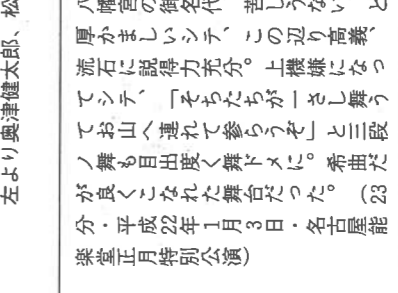 左より奥津健太郎、松
八幡宮の御名代、苦しうない、と
厚かましいシテ、この辺り高義、
流石に説得力充分。上機嫌になっ
てシテ、「そちたちが一さし舞う
てお山へ連れて参らうぞ」と三段
ノ舞も目出度く舞ドメに。希曲だ
が良くこなれた舞台だった。（23
分・平成22年1月3日・名古屋能
楽堂正月特別公演）